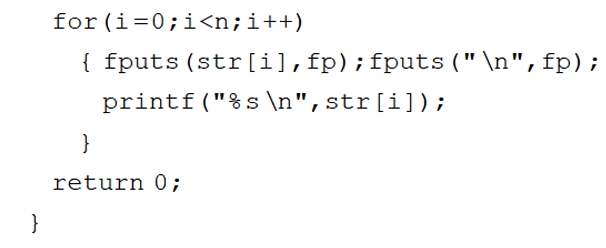 for(i=0;i<n;i++)
{ fputs(str[i],fp);fputs("\n",fp);
printf("%s\n",str[i]);
}
return 0;
}